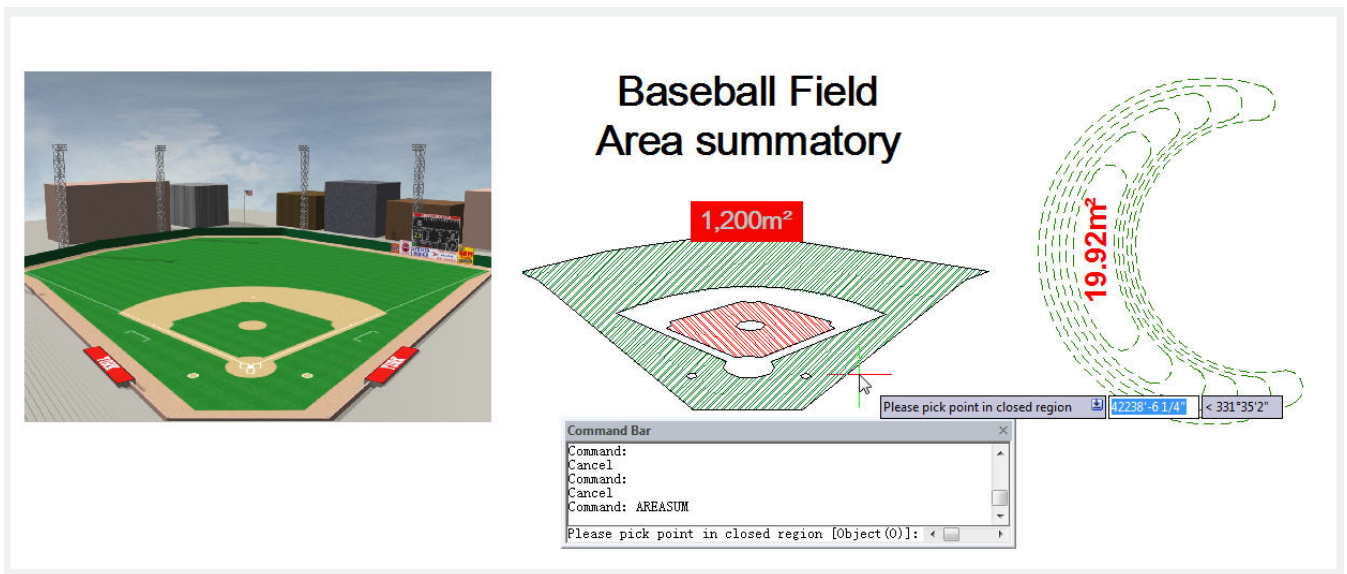 Baseball Field
Area summatory
1,200m²
19.92m²
Please pick point in closed region
42238'-6 1/4"
< 331°35'2"
Command Bar
Command:
Cancel
Command:
Cancel
Command: AREASUM
Please pick point in closed region [Object(O)]: